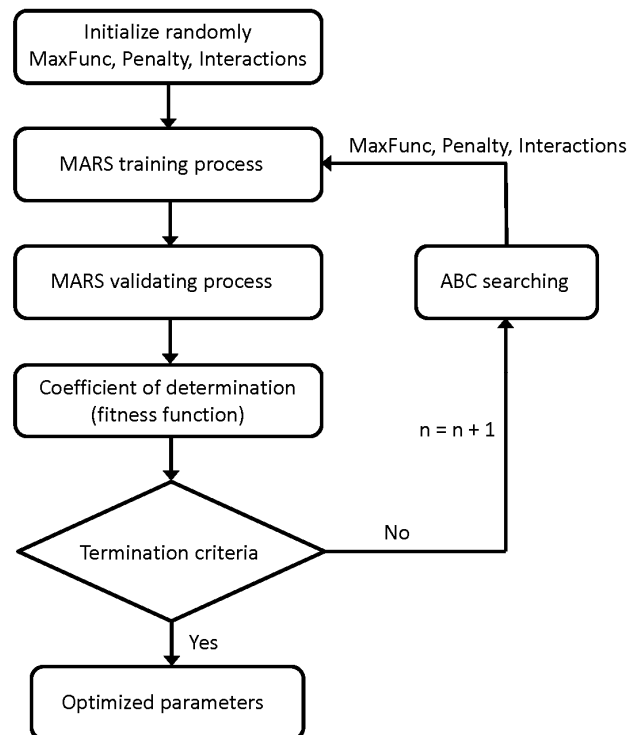 Initialize randomly
MaxFunc, Penalty, Interactions
MARS training process
MaxFunc, Penalty, Interactions
MARS validating process
ABC searching
Coefficient of determination
(fitness function)
n = n + 1
Termination criteria
No
Yes
Optimized parameters